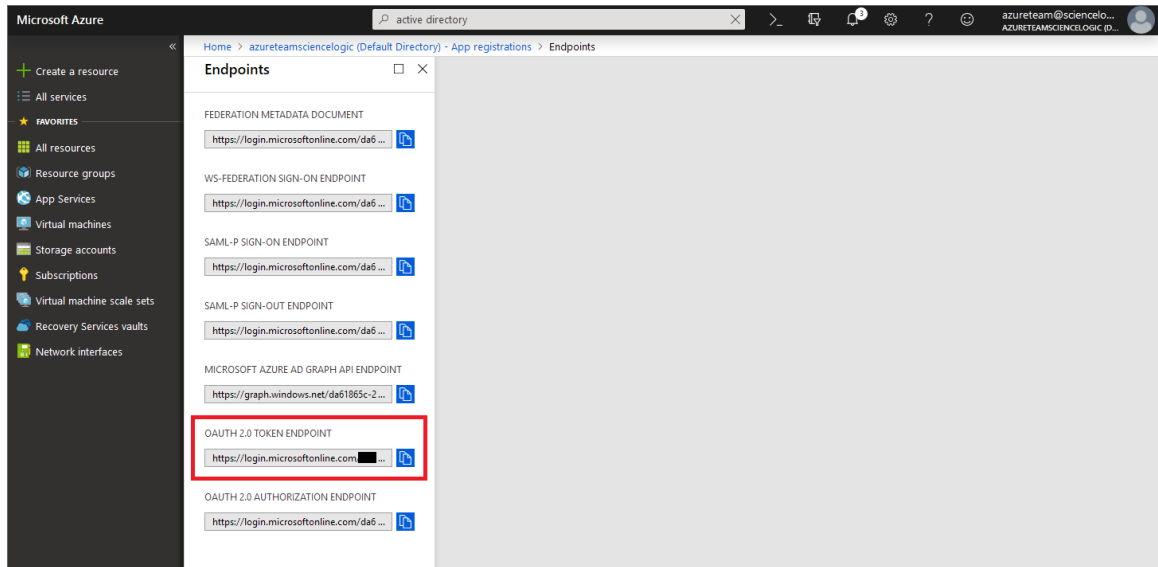 Microsoft Azure
active directory
3
azureteam@sciencelo...
AZURETEAMSCIENCELOGIC (D...
Home > azureteamsciencelogic (Default Directory) - App registrations > Endpoints
Create a resource
All services
FAVORITES
All resources
Resource groups
App Services
Virtual machines
Storage accounts
Subscriptions
Virtual machine scale sets
Recovery Services vaults
Network interfaces
Endpoints
FEDERATION METADATA DOCUMENT
https://login.microsoftonline.com/da6 ...
WS-FEDERATION SIGN-ON ENDPOINT
https://login.microsoftonline.com/da6 ...
SAML-P SIGN-ON ENDPOINT
https://login.microsoftonline.com/da6 ...
SAML-P SIGN-OUT ENDPOINT
https://login.microsoftonline.com/da6 ...
MICROSOFT AZURE AD GRAPH API ENDPOINT
https://graph.windows.net/da61865c-2...
OAUTH 2.0 TOKEN ENDPOINT
https://login.microsoftonline.com/ ...
OAUTH 2.0 AUTHORIZATION ENDPOINT
https://login.microsoftonline.com/da6 ...